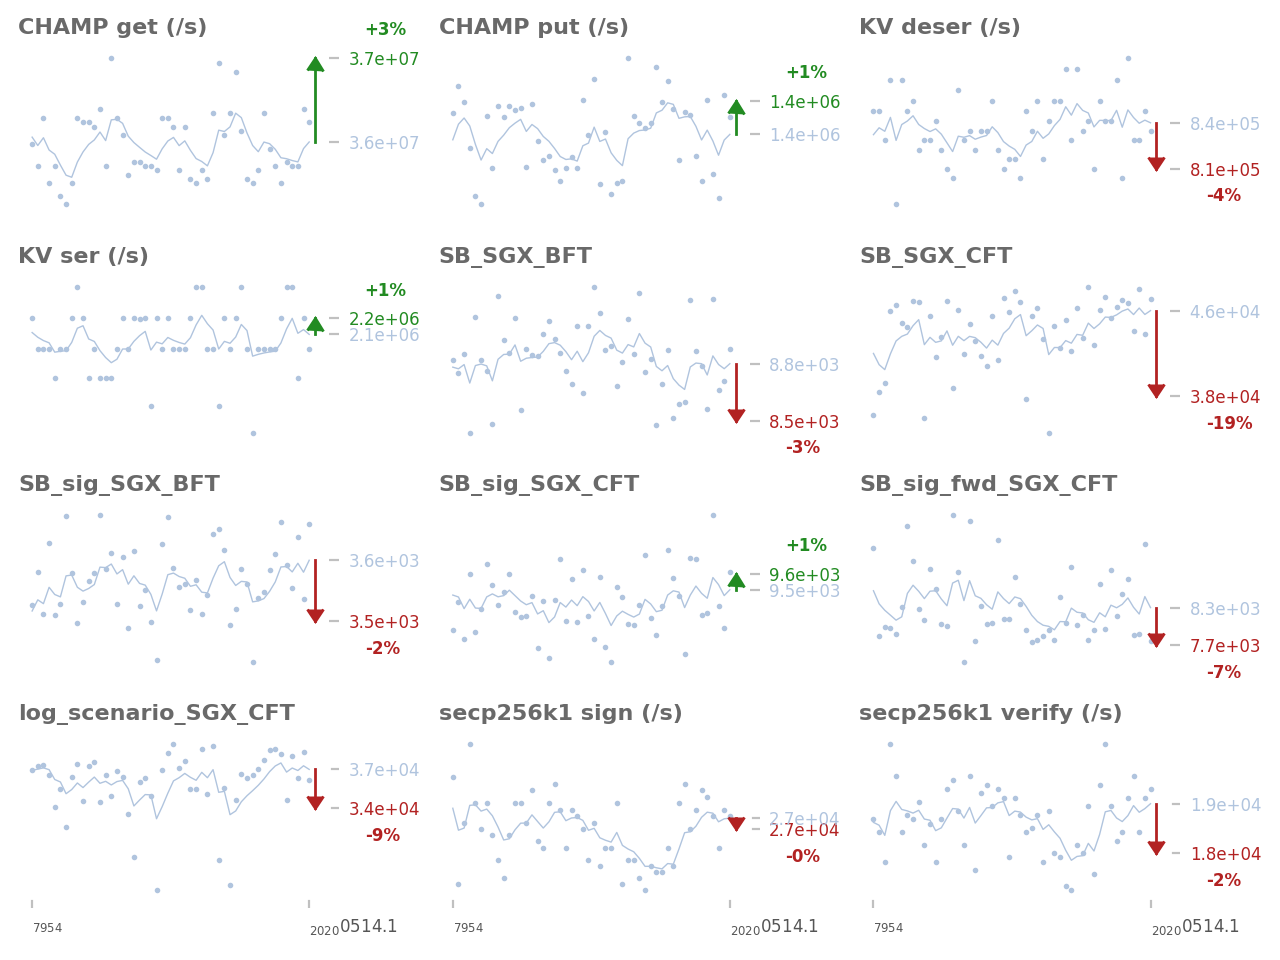 CHAMP get (/s)
+3%
3.7e+07
3.6e+07
CHAMP put (/s)
+1%
1.4e+06
1.4e+06
KV deser (/s)
8.4e+05
8.1e+05
-4%
KV ser (/s)
+1%
2.2e+06
2.1e+06
SB_SGX_BFT
8.8e+03
8.5e+03
-3%
SB_SGX_CFT
4.6e+04
3.8e+04
-19%
SB_sig_SGX_BFT
3.6e+03
3.5e+03
-2%
SB_sig_SGX_CFT
+1%
9.6e+03
9.5e+03
SB_sig_fwd_SGX_CFT
8.3e+03
7.7e+03
-7%
log_scenario_SGX_CFT
3.7e+04
3.4e+04
-9%
7954
20200514.1
secp256k1 sign (/s)
2.7e+04
2.7e+04
-0%
7954
20200514.1
secp256k1 verify (/s)
1.9e+04
1.8e+04
-2%
7954
20200514.1